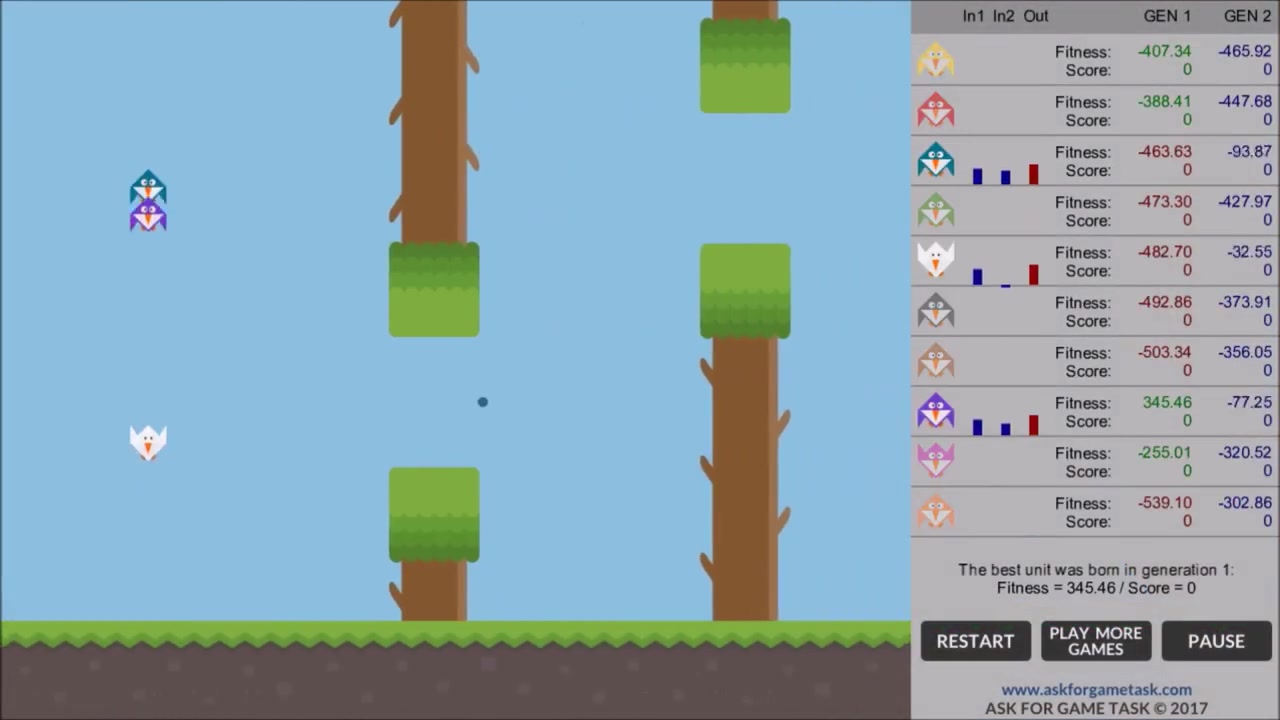 In1 In2 Out GEN 1 GEN 2
Fitness: -407.34 -465.92
Score: 0 0
Fitness: -388.41 -447.68
Score: 0 0
Fitness: -463.63 -93.87
Score: 0 0
Fitness: -473.30 -427.97
Score: 0 0
Fitness: -482.70 -32.55
Score: 0 0
Fitness: -492.86 -373.91
Score: 0 0
Fitness: -503.34 -356.05
Score: 0 0
Fitness: 345.46 -77.25
Score: 0 0
Fitness: -255.01 -320.52
Score: 0 0
Fitness: -539.10 -302.86
Score: 0 0
The best unit was born in generation 1:
Fitness = 345.46 / Score = 0
RESTART
PLAY MORE
GAMES
PAUSE
www.askforgametask.com
ASK FOR GAME TASK © 2017